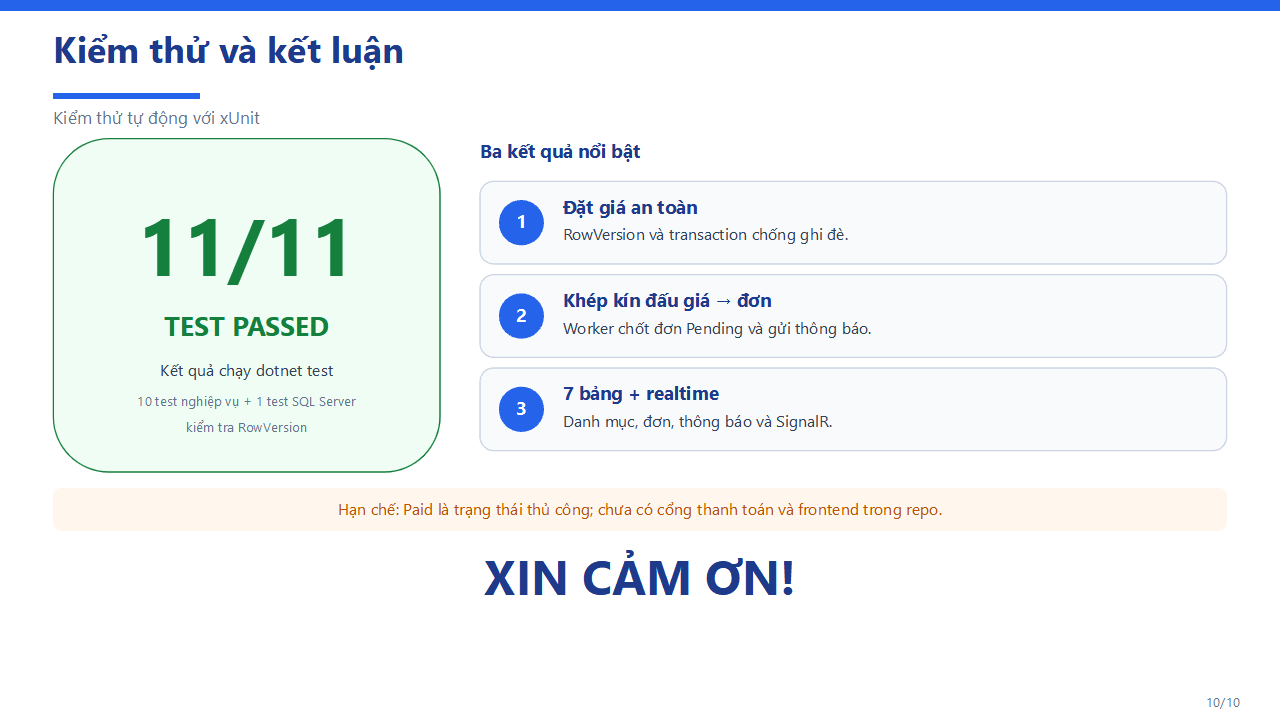 Kiểm thử và kết luận
Kiểm thử tự động với xUnit
11/11
TEST PASSED
Kết quả chạy dotnet test
10 test nghiệp vụ + 1 test SQL Server
kiểm tra RowVersion
Ba kết quả nổi bật
1
Đặt giá an toàn
RowVersion và transaction chống ghi đè.
2
Khép kín đấu giá → đơn
Worker chốt đơn Pending và gửi thông báo.
3
7 bảng + realtime
Danh mục, đơn, thông báo và SignalR.
Hạn chế: Paid là trạng thái thủ công; chưa có cổng thanh toán và frontend trong repo.
XIN CẢM ƠN!
10/10